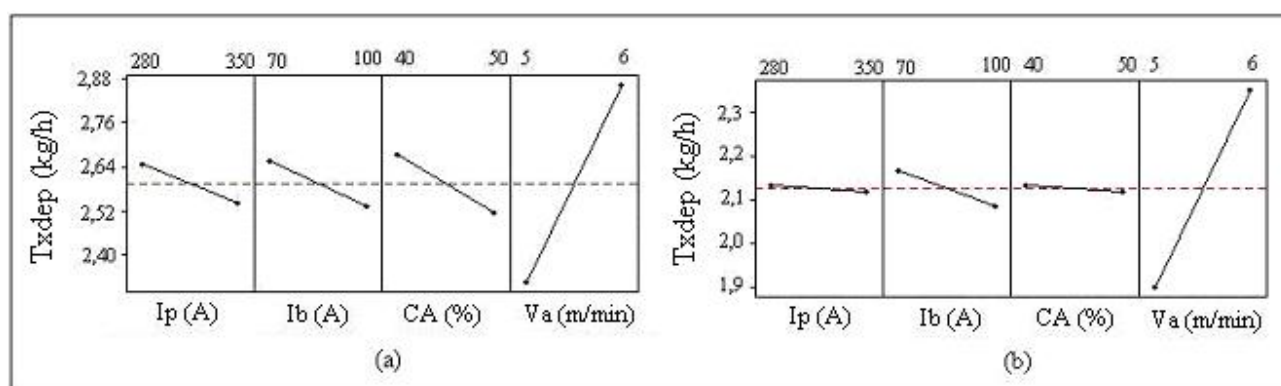 280 350 70 100 40 50 5 6
2,88
2,76
2,64
2,52
2,40
Txdep (kg/h)
Ip (A) Ib (A) CA (%) Va (m/min)
(a)
280 350 70 100 40 50 5 6
2,3
2,2
2,1
2,0
1,9
Txdep (kg/h)
Ip (A) Ib (A) CA (%) Va (m/min)
(b)